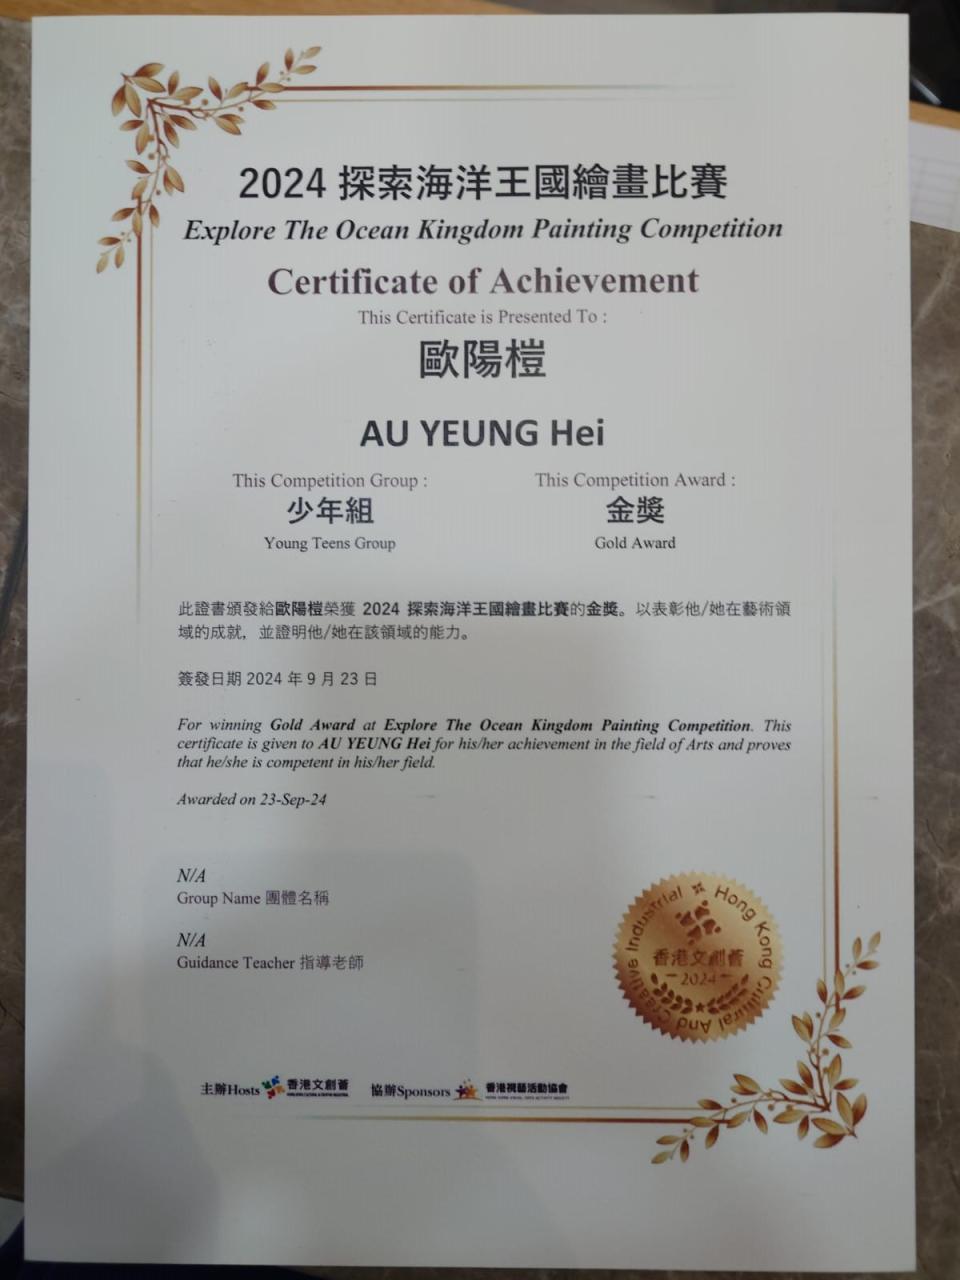 2024 探索海洋王國繪畫比賽
Explore The Ocean Kingdom Painting Competition
Certificate of Achievement
This Certificate is Presented To :
歐陽榿
AU YEUNG Hei
This Competition Group :
少年組
Young Teens Group
This Competition Award :
金獎
Gold Award
此證書頒發給歐陽榿榮獲 2024 探索海洋王國繪畫比賽的金獎。以表彰他/她在藝術領
域的成就，並證明他/她在該領域的能力。
簽發日期 2024 年 9 月 23 日
For winning Gold Award at Explore The Ocean Kingdom Painting Competition. This
certificate is given to AU YEUNG Hei for his/her achievement in the field of Arts and proves
that he/she is competent in his/her field.
Awarded on 23-Sep-24
N/A
Group Name 團體名稱
N/A
Guidance Teacher 指導老師
Hong Kong Cultural And Creative Industrial
香港文創薈
2024
主辦Hosts 香港文創薈
協辦Sponsors 香港視藝活動協會